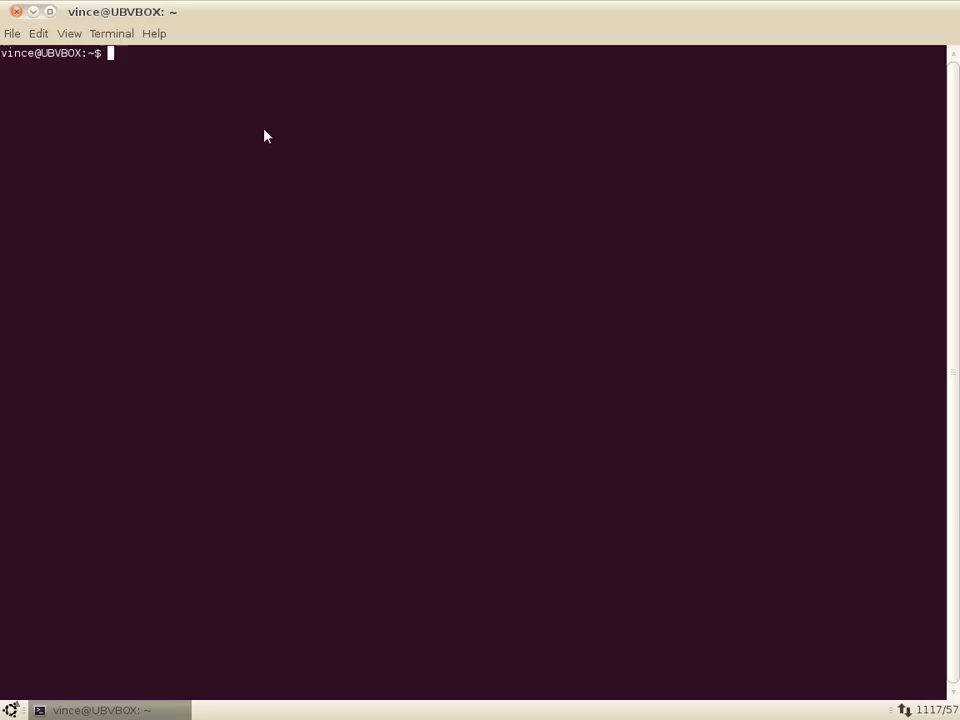 vince@UBVBOX: ~
File Edit View Terminal Help
vince@UBVBOX:~$
vince@UBVBOX: ~
1117/57